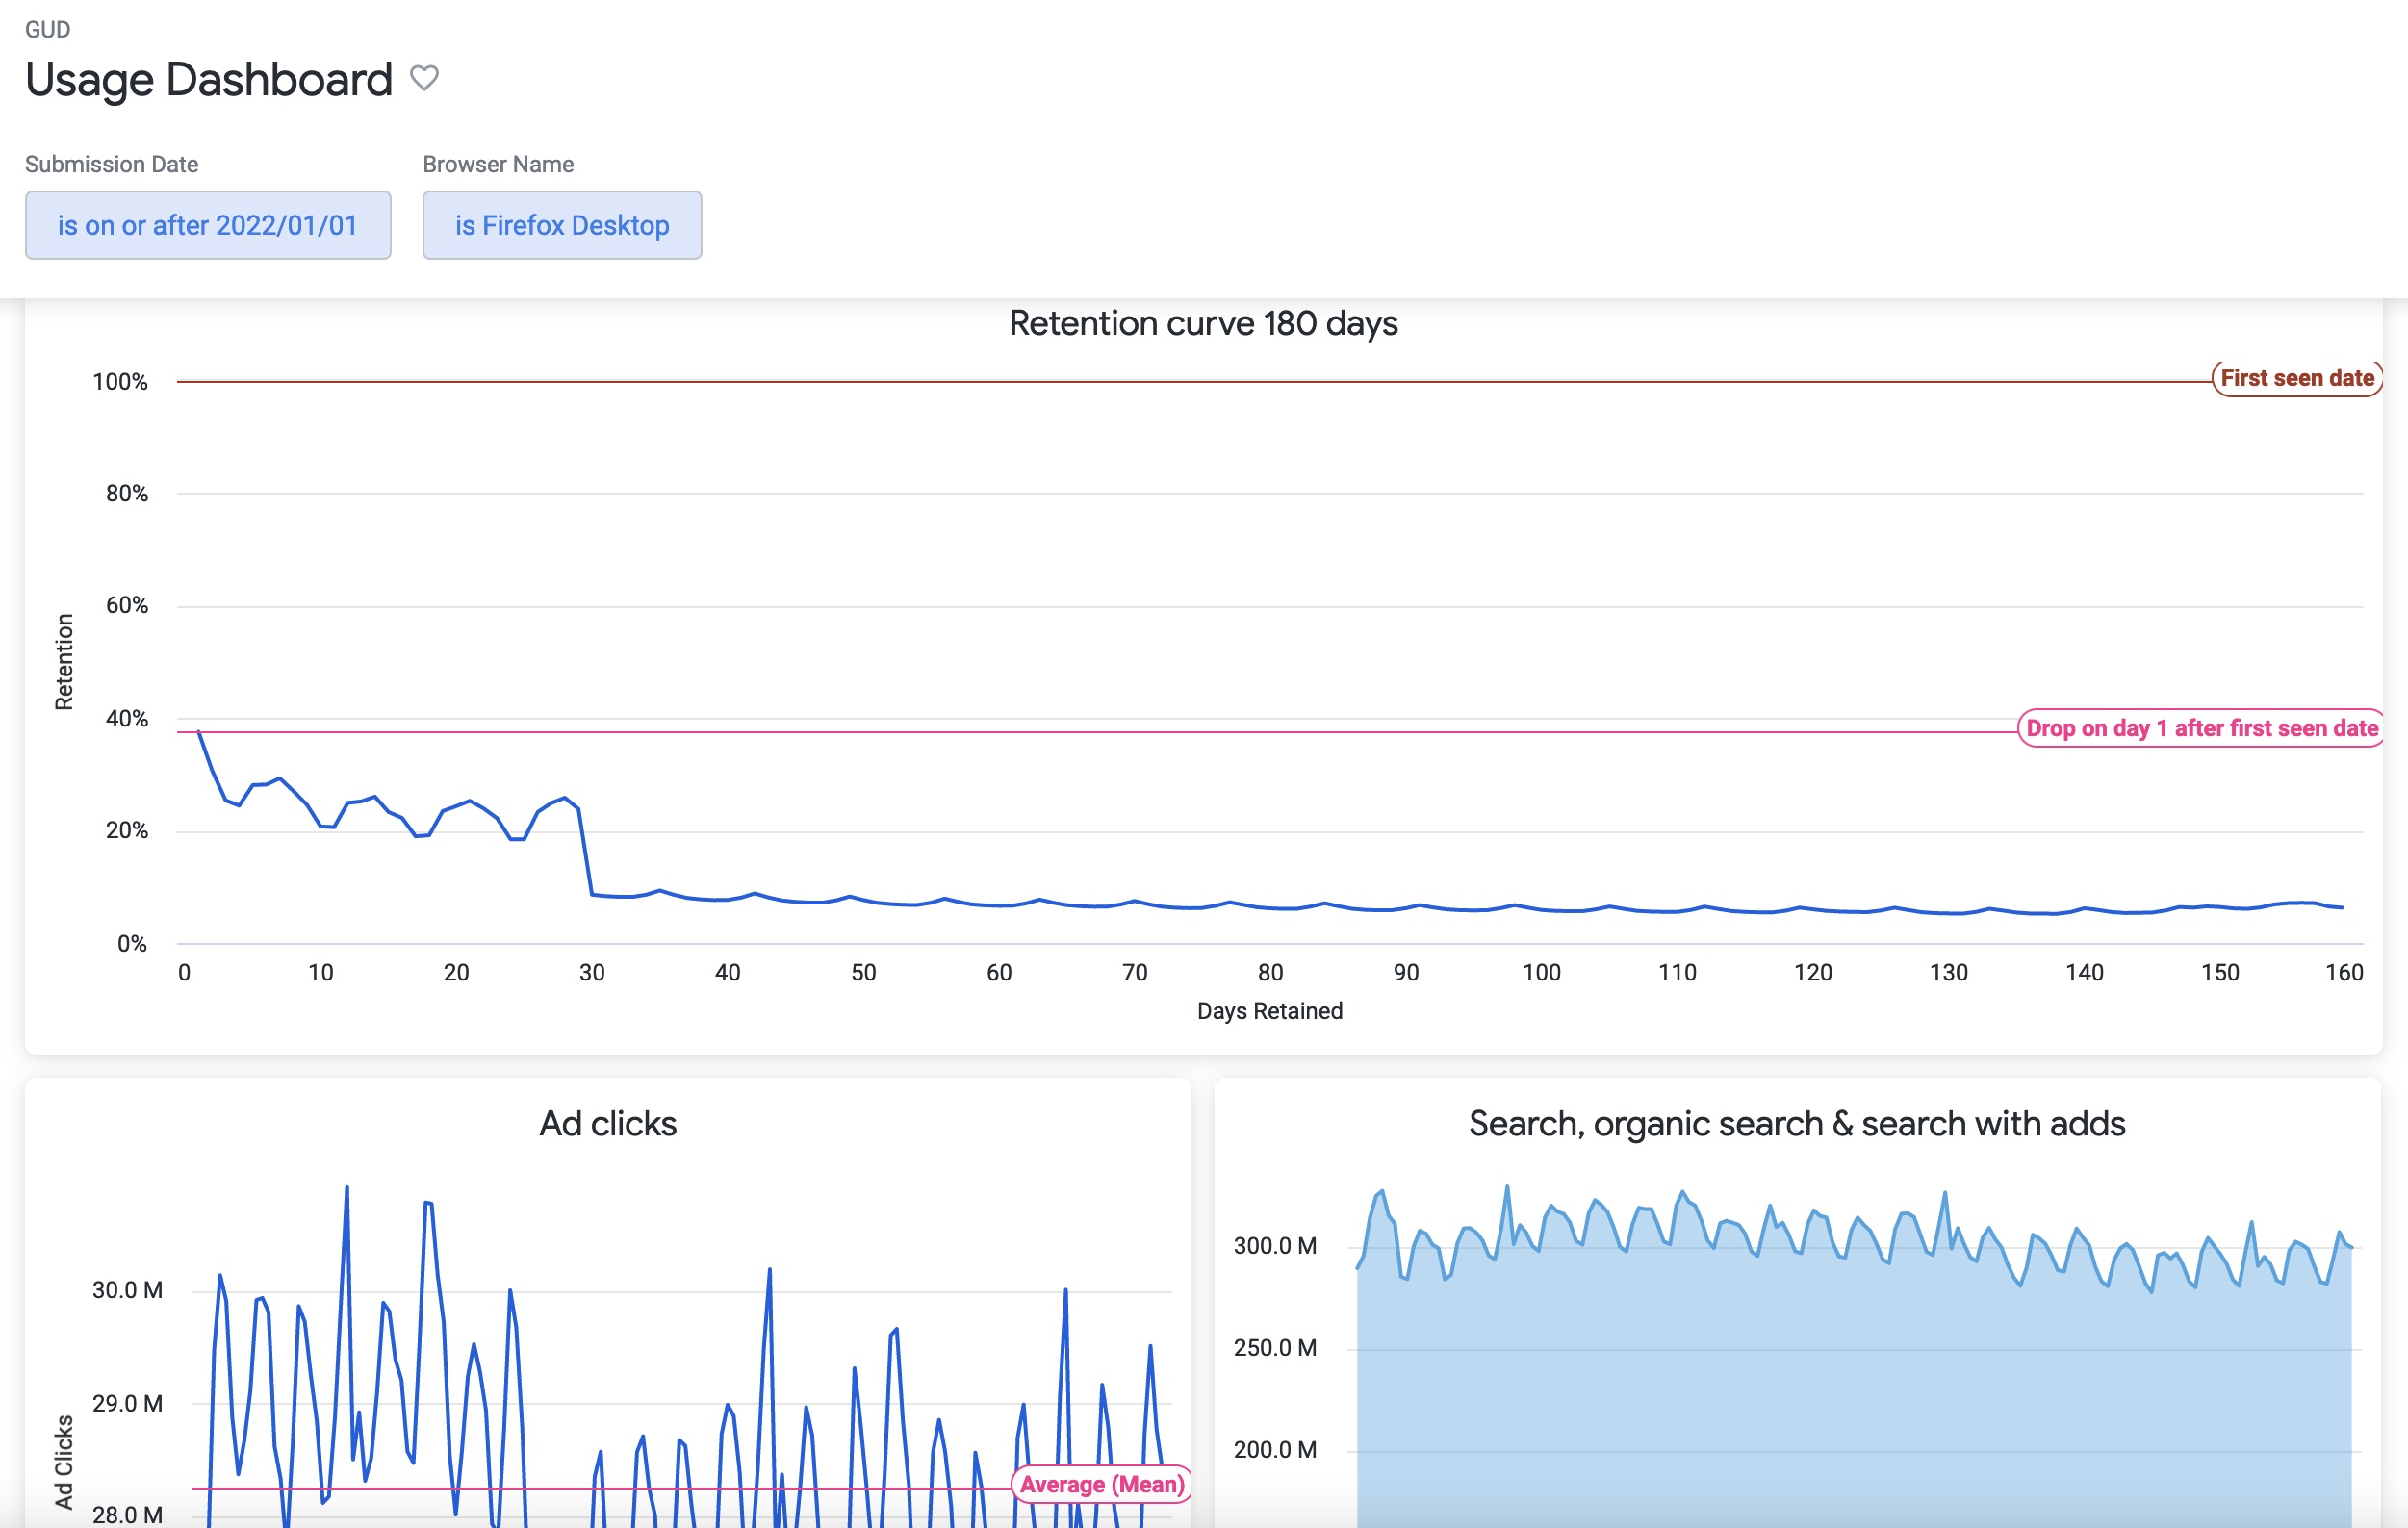 GUD
Usage Dashboard
Submission Date
Browser Name
is on or after 2022/01/01
is Firefox Desktop
Retention curve 180 days
100%
First seen date
80%
60%
Retention
40%
Drop on day 1 after first seen date
20%
0%
0 10 20 30 40 50 60 70 80 90 100 110 120 130 140 150 160
Days Retained
Ad clicks
30.0 M
29.0 M
Ad Clicks
Average (Mean)
28.0 M
Search, organic search & search with adds
300.0 M
250.0 M
200.0 M